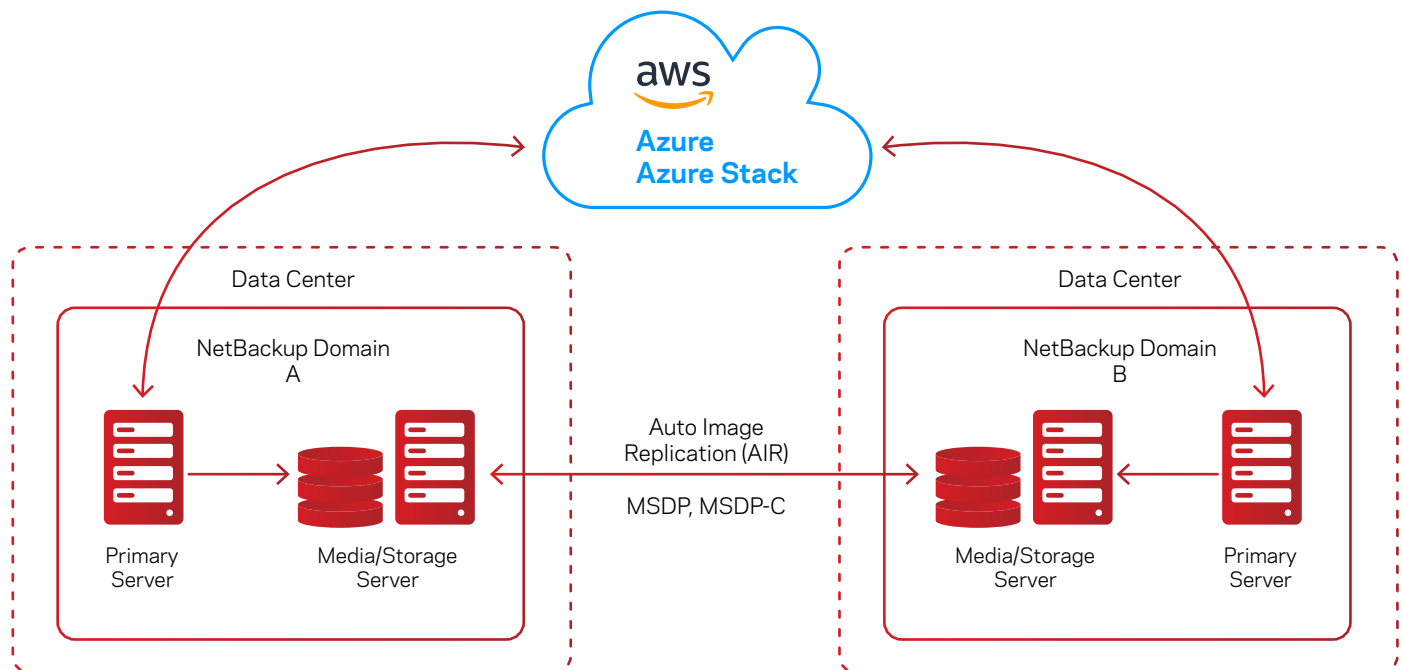 aws
Azure
Azure Stack
Data Center
NetBackup Domain
A
Primary
Server
Media/Storage
Server
Auto Image
Replication (AIR)
MSDP, MSDP-C
Data Center
NetBackup Domain
B
Media/Storage
Server
Primary
Server